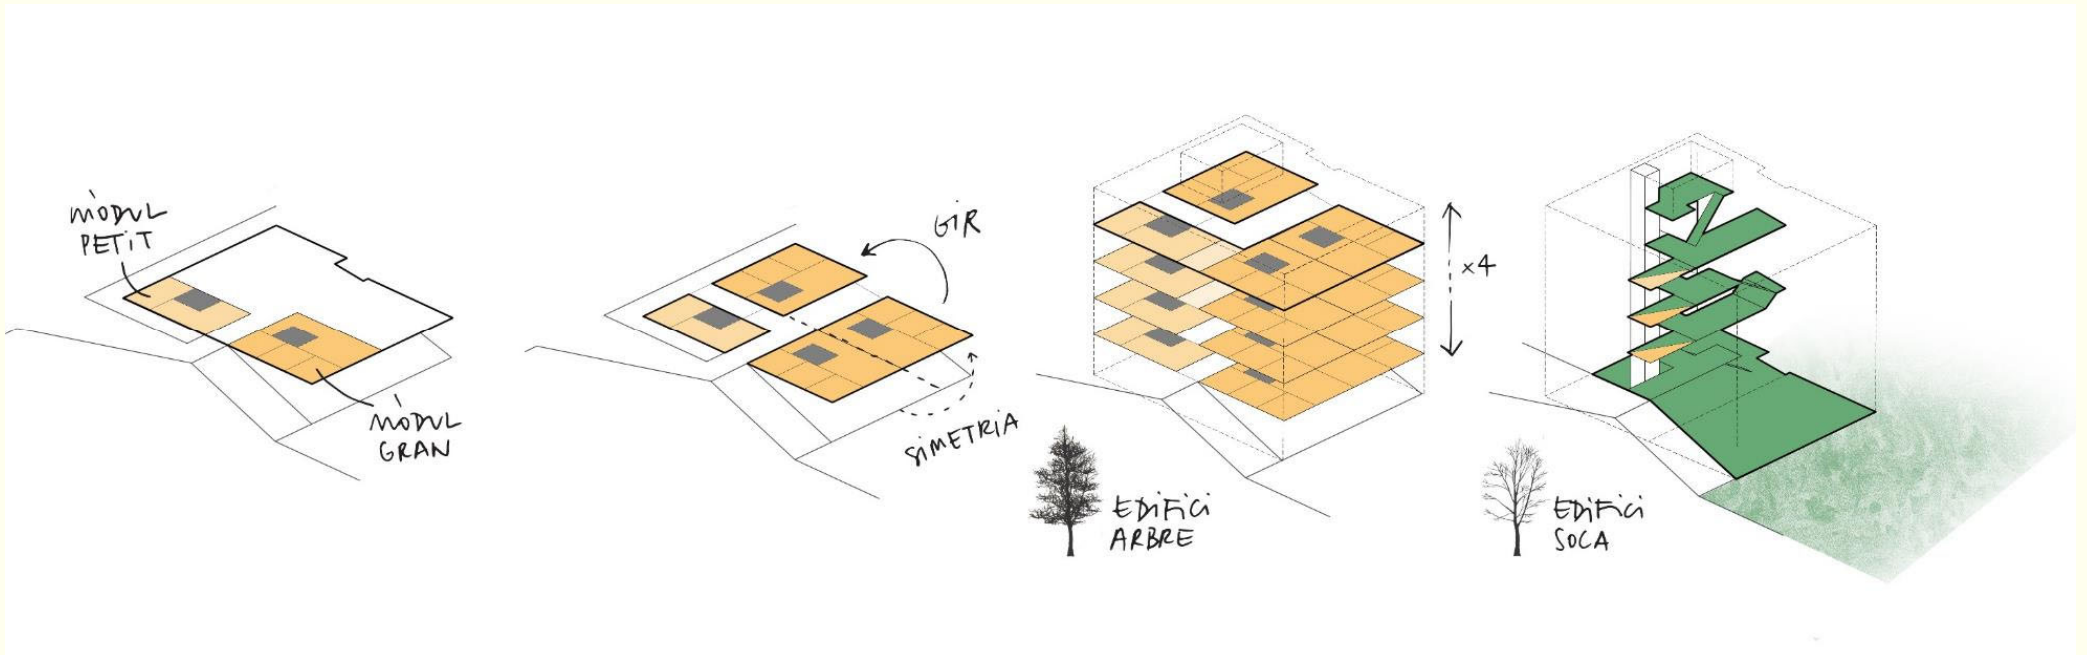 MÒDUL
PETIT
MÒDUL
GRAN
GIR
SIMETRIA
x4
EDIFICI
ARBRE
EDIFICI
SOCA